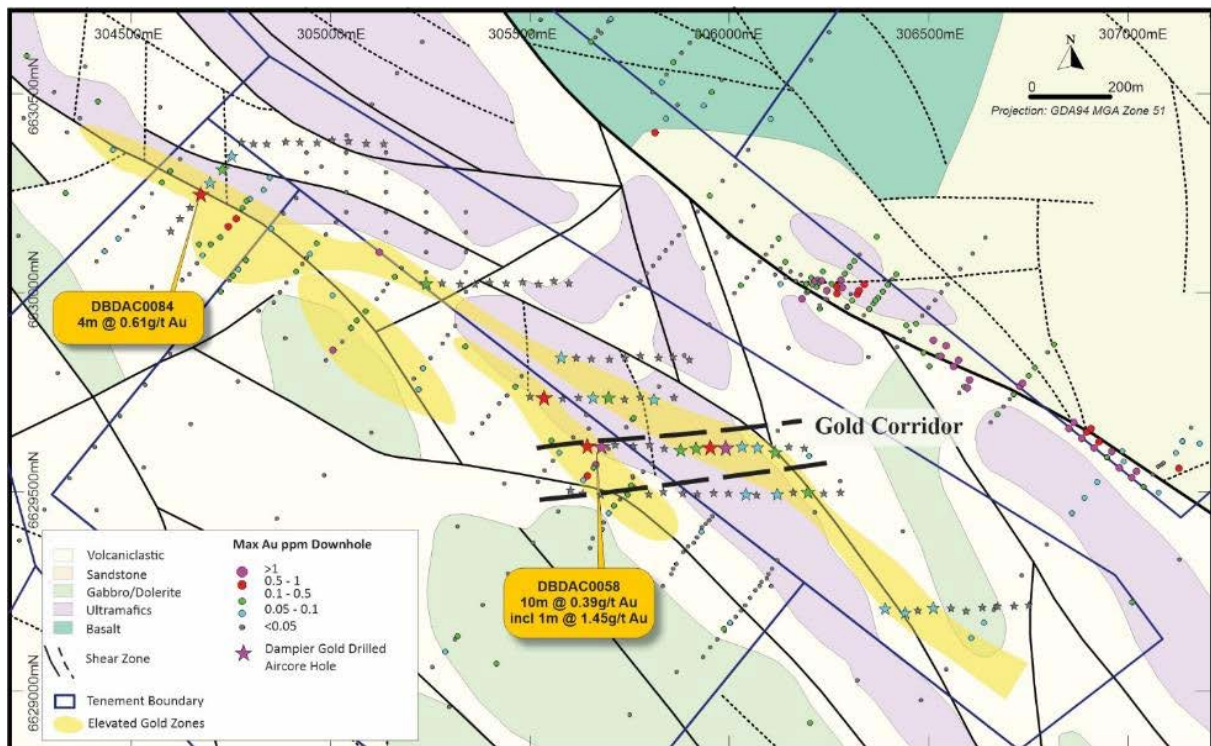 304500mE
305000mE
305500mE
306000mE
306500mE
307000mE
N
0 200m
Projection: GDA94 MGA Zone 51
6630500mN
6630000mN
6629500mN
6629000mN
DBDAC0084
4m @ 0.61g/t Au
Gold Corridor
DBDAC0058
10m @ 0.39g/t Au
incl 1m @ 1.45g/t Au
Volcaniclastic
Sandstone
Gabbro/Dolerite
Ultramafics
Basalt
Shear Zone
Tenement Boundary
Elevated Gold Zones
Max Au ppm Downhole
>1
0.5 - 1
0.1 - 0.5
0.05 - 0.1
<0.05
Dampler Gold Drilled
Aircore Hole